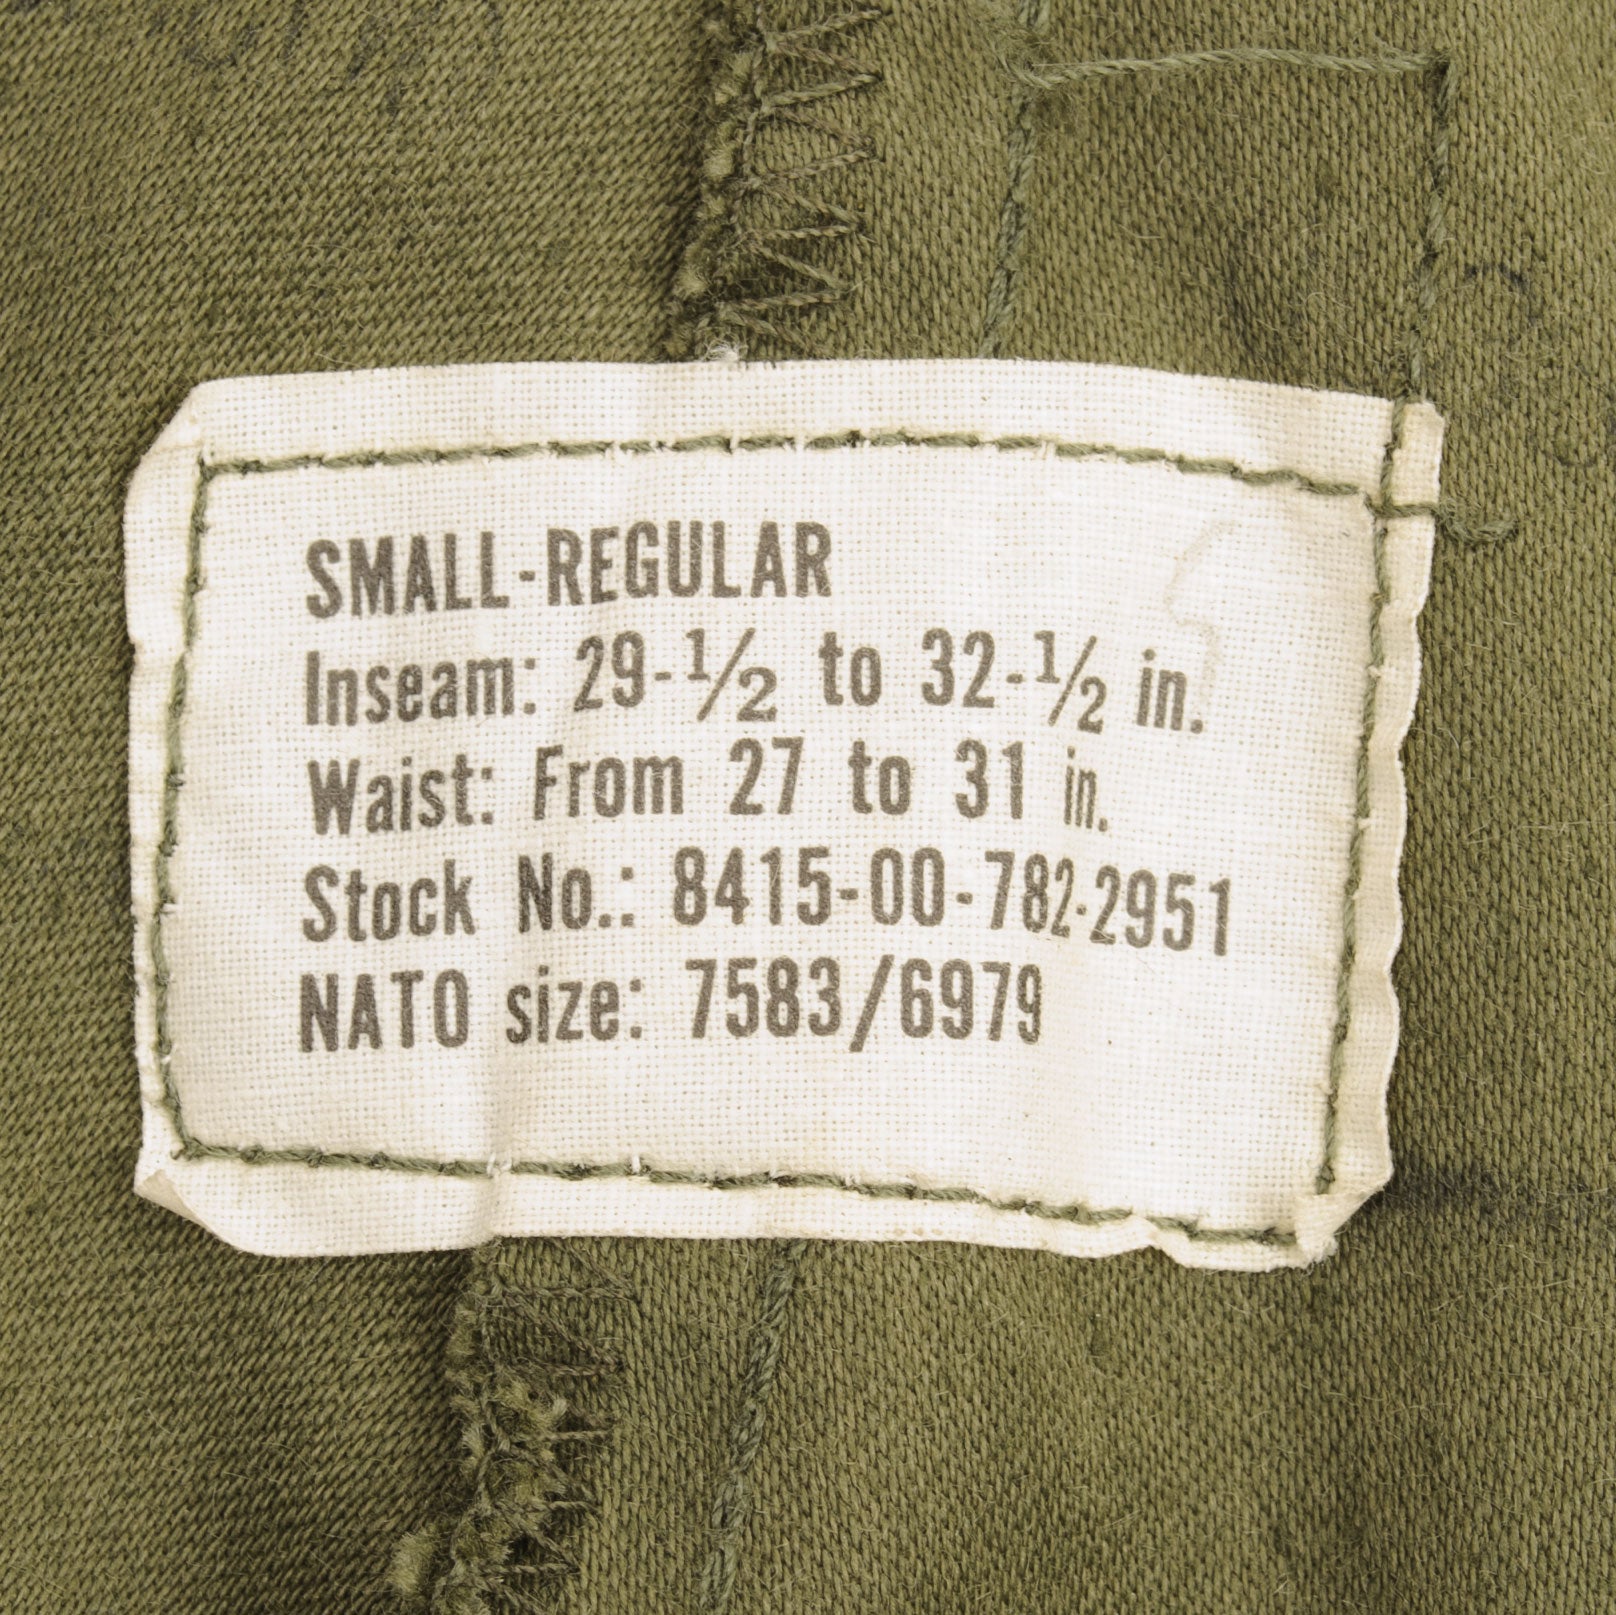 SMALL-REGULAR
Inseam: 29-1/2 to 32-1/2 in.
Waist: From 27 to 31 in.
Stock No.: 8415-00-782-2951
NATO size: 7583/6979